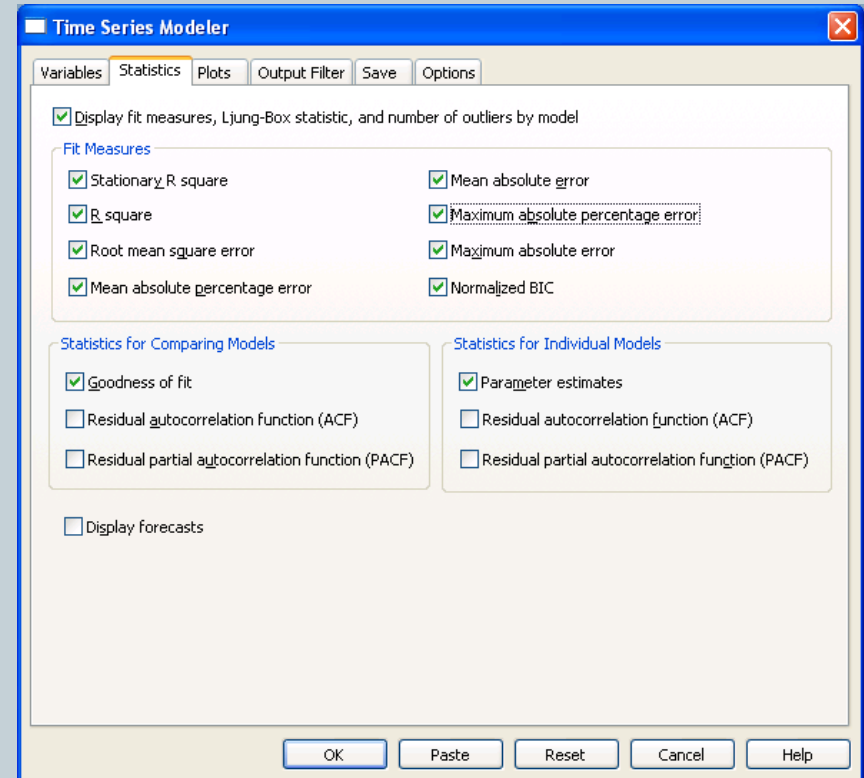 Time Series Modeler
Variables Statistics Plots Output Filter Save Options
Display fit measures, Ljung-Box statistic, and number of outliers by model
Fit Measures
Stationary R square
Mean absolute error
R square
Maximum absolute percentage error
Root mean square error
Maximum absolute error
Mean absolute percentage error
Normalized BIC
Statistics for Comparing Models
Goodness of fit
Residual autocorrelation function (ACF)
Residual partial autocorrelation function (PACF)
Statistics for Individual Models
Parameter estimates
Residual autocorrelation function (ACF)
Residual partial autocorrelation function (PACF)
Display forecasts
OK Paste Reset Cancel Help